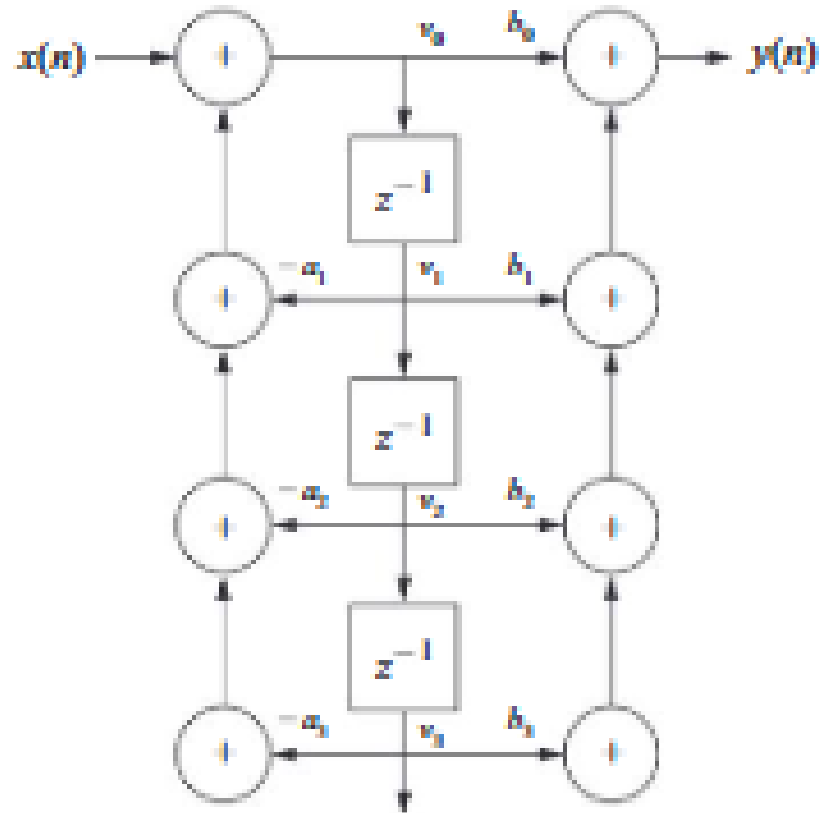 x(n) + v₀ b₀ + y(n)
z⁻¹
+ −a₁ v₁ b₁ +
z⁻¹
+ −a₂ v₂ b₂ +
z⁻¹
+ −a₃ v₃ b₃ +